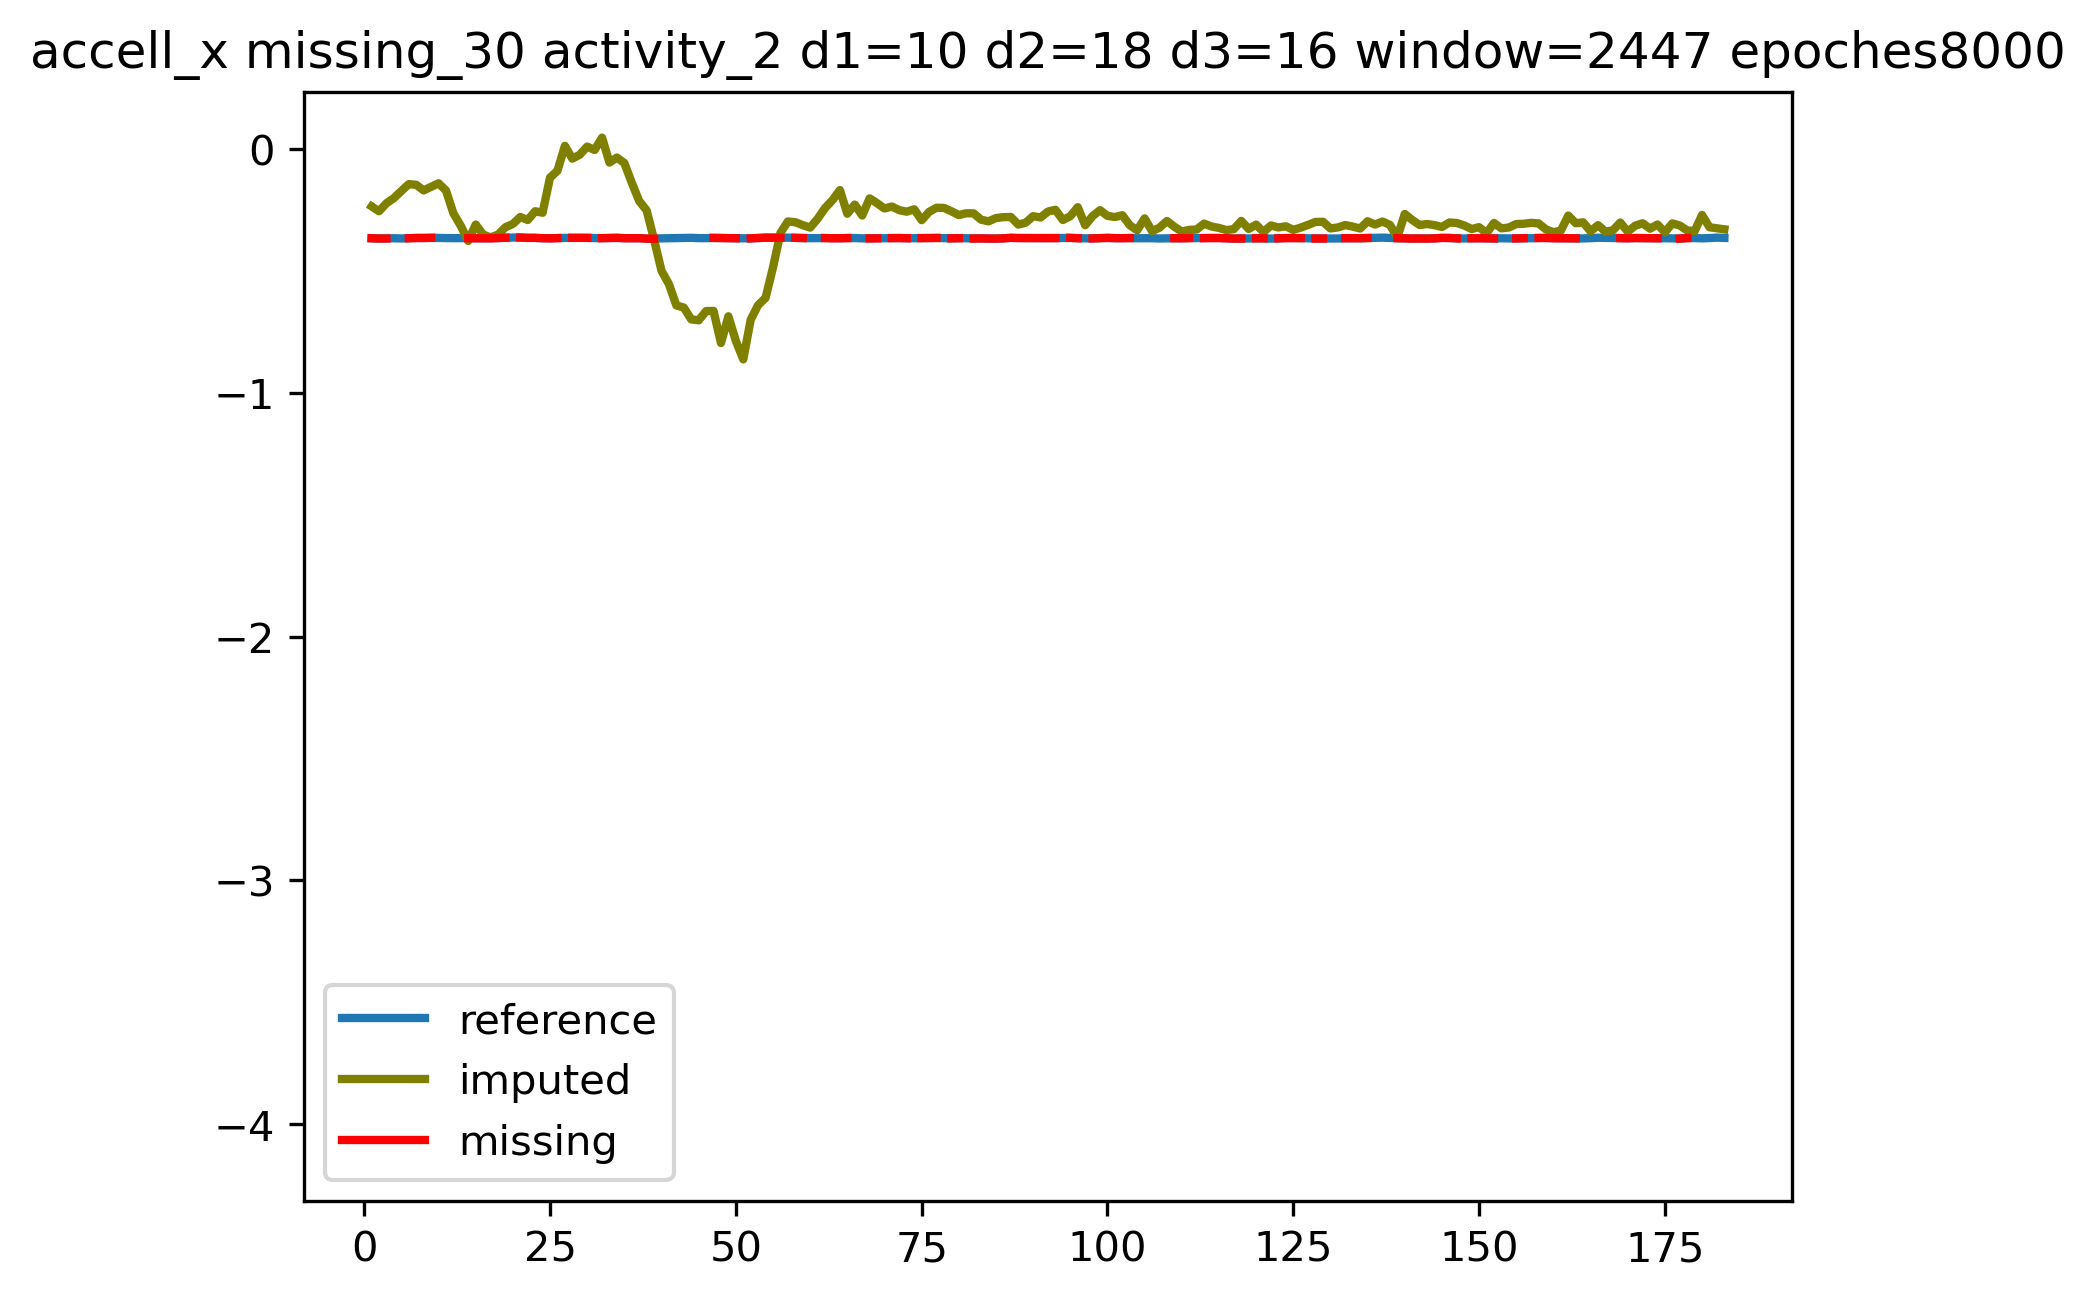 accell_x missing_30 activity_2 d1=10 d2=18 d3=16 window=2447 epoches8000
0
−1
−2
−3
−4
reference
imputed
missing
0 25 50 75 100 125 150 175